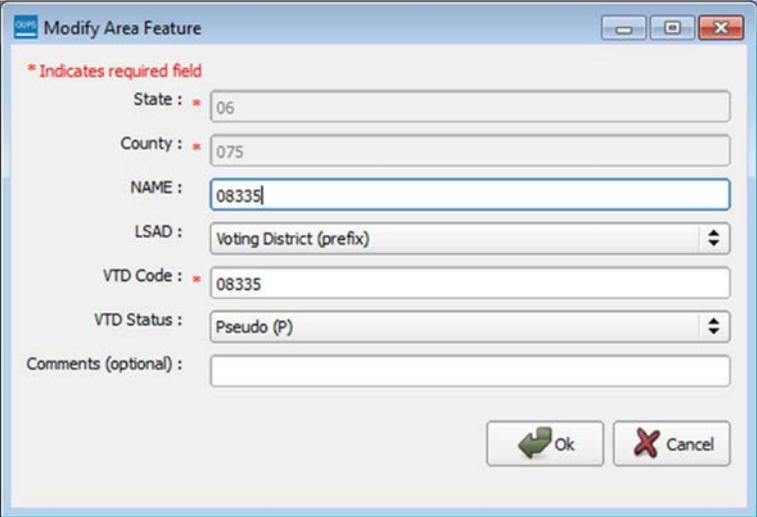 GUPS Modify Area Feature
* Indicates required field
State : * 06
County : * 075
NAME : 08335
LSAD : Voting District (prefix)
VTD Code : * 08335
VTD Status : Pseudo (P)
Comments (optional) :
Ok Cancel